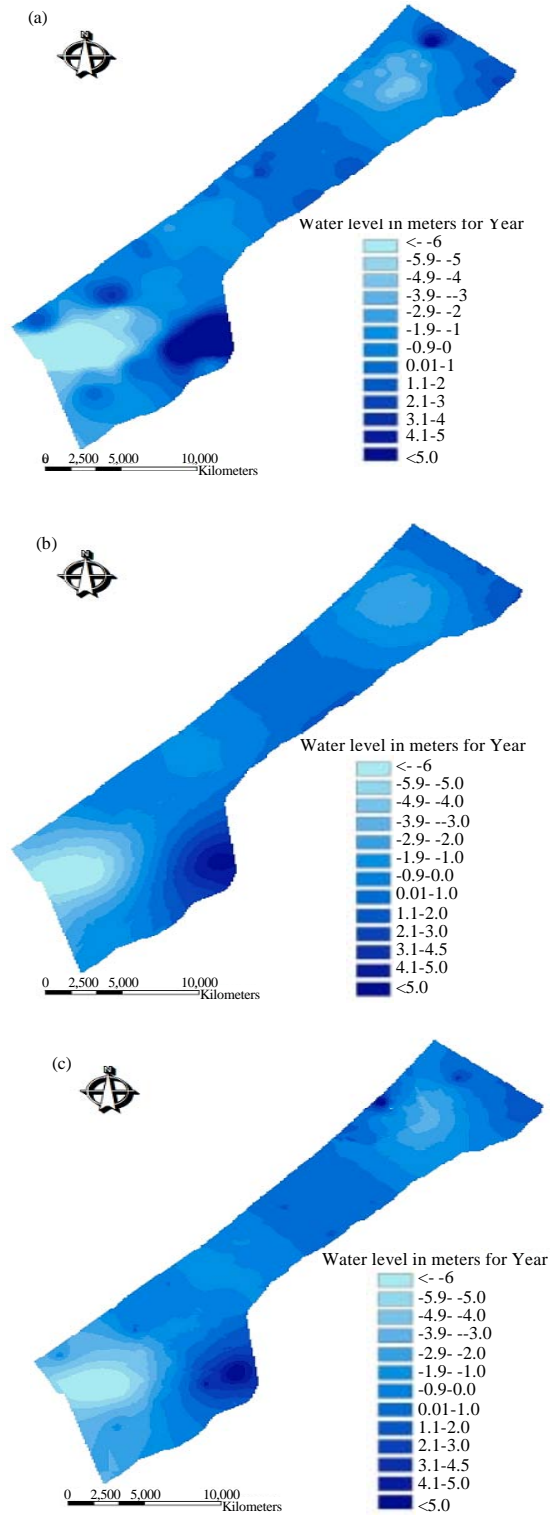 (a)
N
Water level in meters for Year
<- -6
-5.9- -5
-4.9- -4
-3.9- --3
-2.9- -2
-1.9- -1
-0.9-0
0.01-1
1.1-2
2.1-3
3.1-4
4.1-5
<5.0
0 2,500 5,000 10,000
Kilometers
(b)
N
Water level in meters for Year
<- -6
-5.9- -5.0
-4.9- -4.0
-3.9- --3.0
-2.9- -2.0
-1.9- -1.0
-0.9-0.0
0.01-1.0
1.1-2.0
2.1-3.0
3.1-4.5
4.1-5.0
<5.0
0 2,500 5,000 10,000
Kilometers
(c)
N
Water level in meters for Year
<- -6
-5.9- -5.0
-4.9- -4.0
-3.9- --3.0
-2.9- -2.0
-1.9- -1.0
-0.9-0.0
0.01-1.0
1.1-2.0
2.1-3.0
3.1-4.5
4.1-5.0
<5.0
0 2,500 5,000 10,000
Kilometers